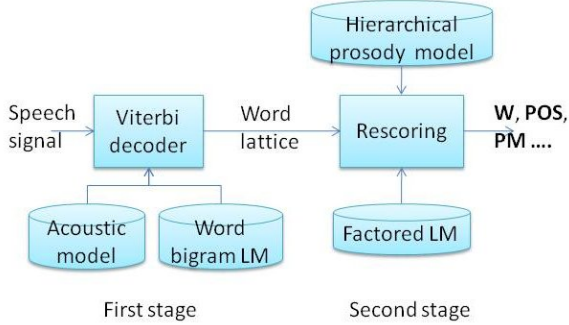 Hierarchical
prosody model
Speech
signal
Viterbi
decoder
Word
lattice
Rescoring
W, POS,
PM ....
Acoustic
model
Word
bigram LM
Factored LM
First stage
Second stage